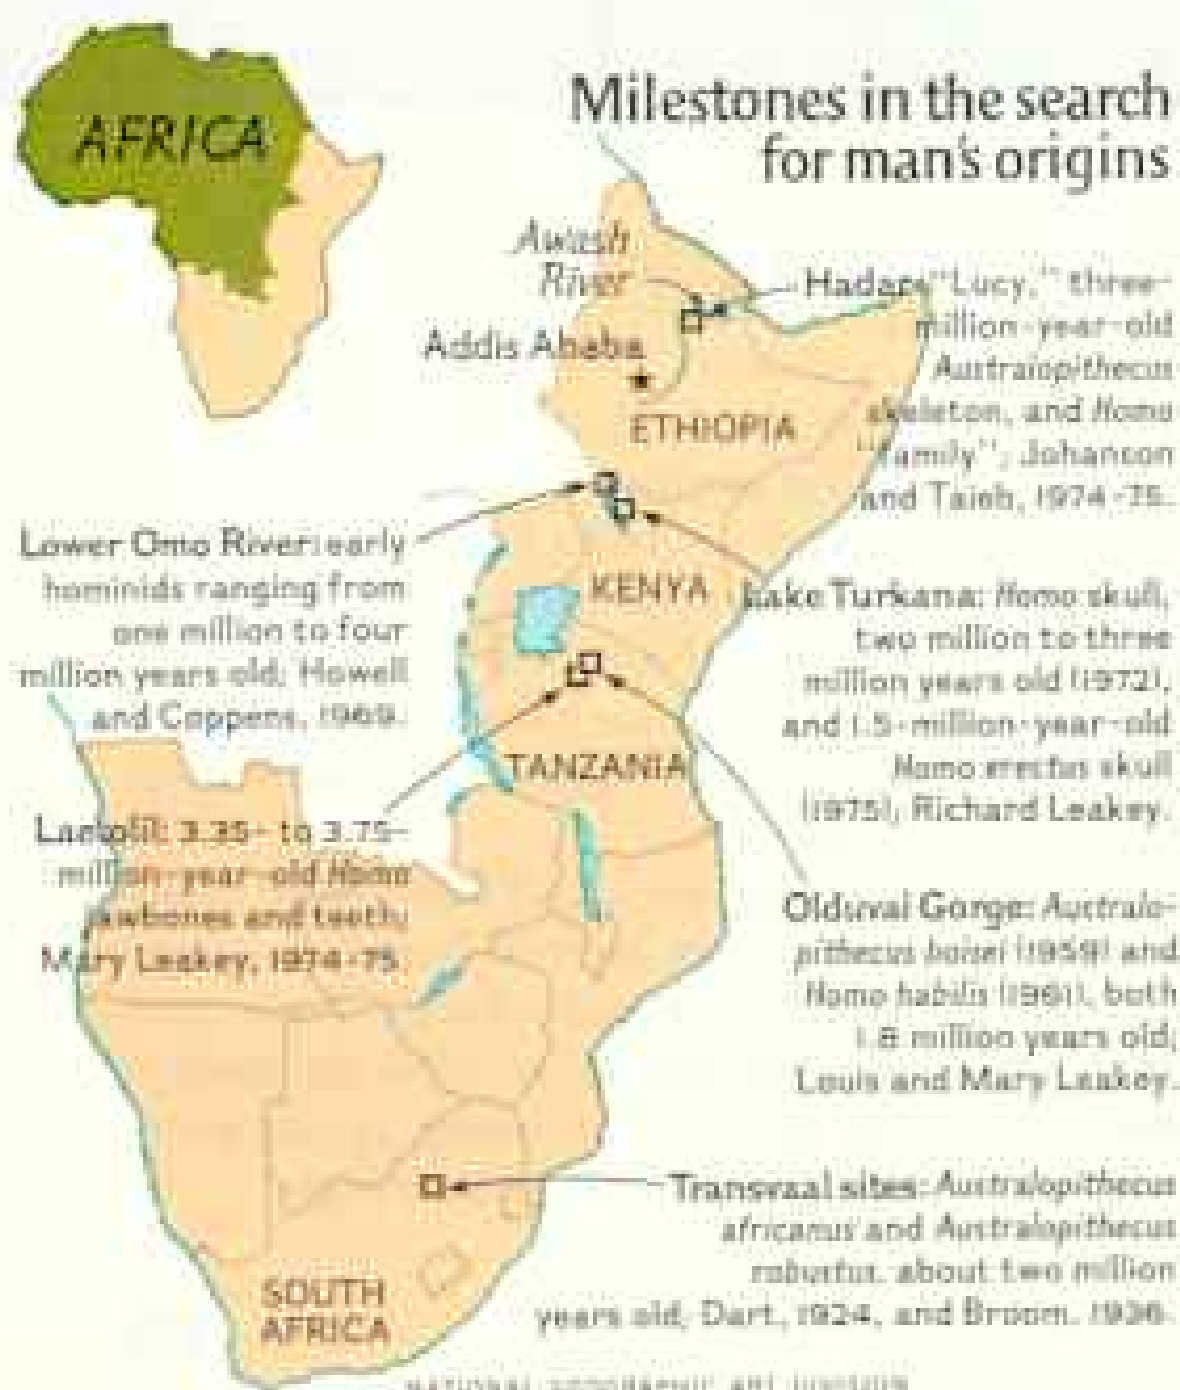 AFRICA
Milestones in the search
for man's origins
Awash
River
Addis Ababa
ETHIOPIA
Hadar: "Lucy," three-
million-year-old
Australopithecus
skeleton, and Homo
"family"; Johanson
and Taieb, 1974-75.
Lower Omo River: early
hominids ranging from
one million to four
million years old; Howell
and Coppens, 1969.
KENYA
Lake Turkana: Homo skull,
two million to three
million years old (1972),
and 1.5-million-year-old
Homo erectus skull
(1975); Richard Leakey.
TANZANIA
Laetolil: 3.35- to 3.75-
million-year-old Homo
jawbones and teeth;
Mary Leakey, 1974-75.
Olduvai Gorge: Australo-
pithecus boisei (1959) and
Homo habilis (1961), both
1.8 million years old;
Louis and Mary Leakey.
Transvaal sites: Australopithecus
africanus and Australopithecus
robustus, about two million
years old; Dart, 1924, and Broom, 1936.
SOUTH
AFRICA
NATIONAL GEOGRAPHIC ART DIVISION